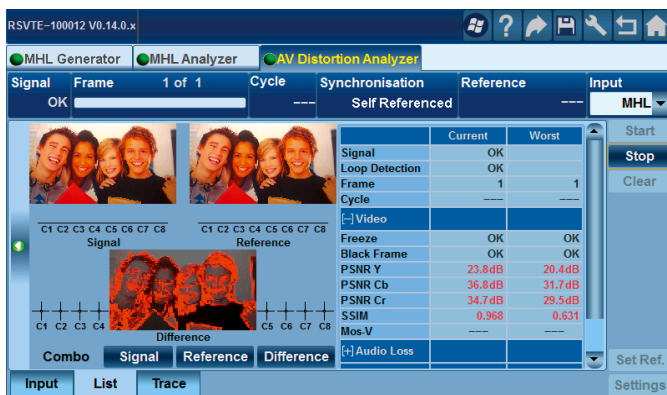 RSVTE-100012 V0.14.0.x
MHL Generator MHL Analyzer AV Distortion Analyzer
Signal Frame 1 of 1 Cycle Synchronisation Reference Input
OK --- Self Referenced --- MHL
Start
Stop
Clear
Current Worst
Signal OK
Loop Detection OK
Frame 1 1
Cycle --- ---
[-] Video
Freeze OK OK
Black Frame OK OK
PSNR Y 23.8dB 20.4dB
PSNR Cb 36.8dB 31.7dB
PSNR Cr 34.7dB 29.5dB
SSIM 0.968 0.631
Mos-V --- ---
[+] Audio Loss
C1 C2 C3 C4 C5 C6 C7 C8
Signal
C1 C2 C3 C4 C5 C6 C7 C8
Reference
C1 C2 C3 C4 C5 C6 C7 C8
Difference
Combo Signal Reference Difference
Set Ref.
Settings
Input List Trace